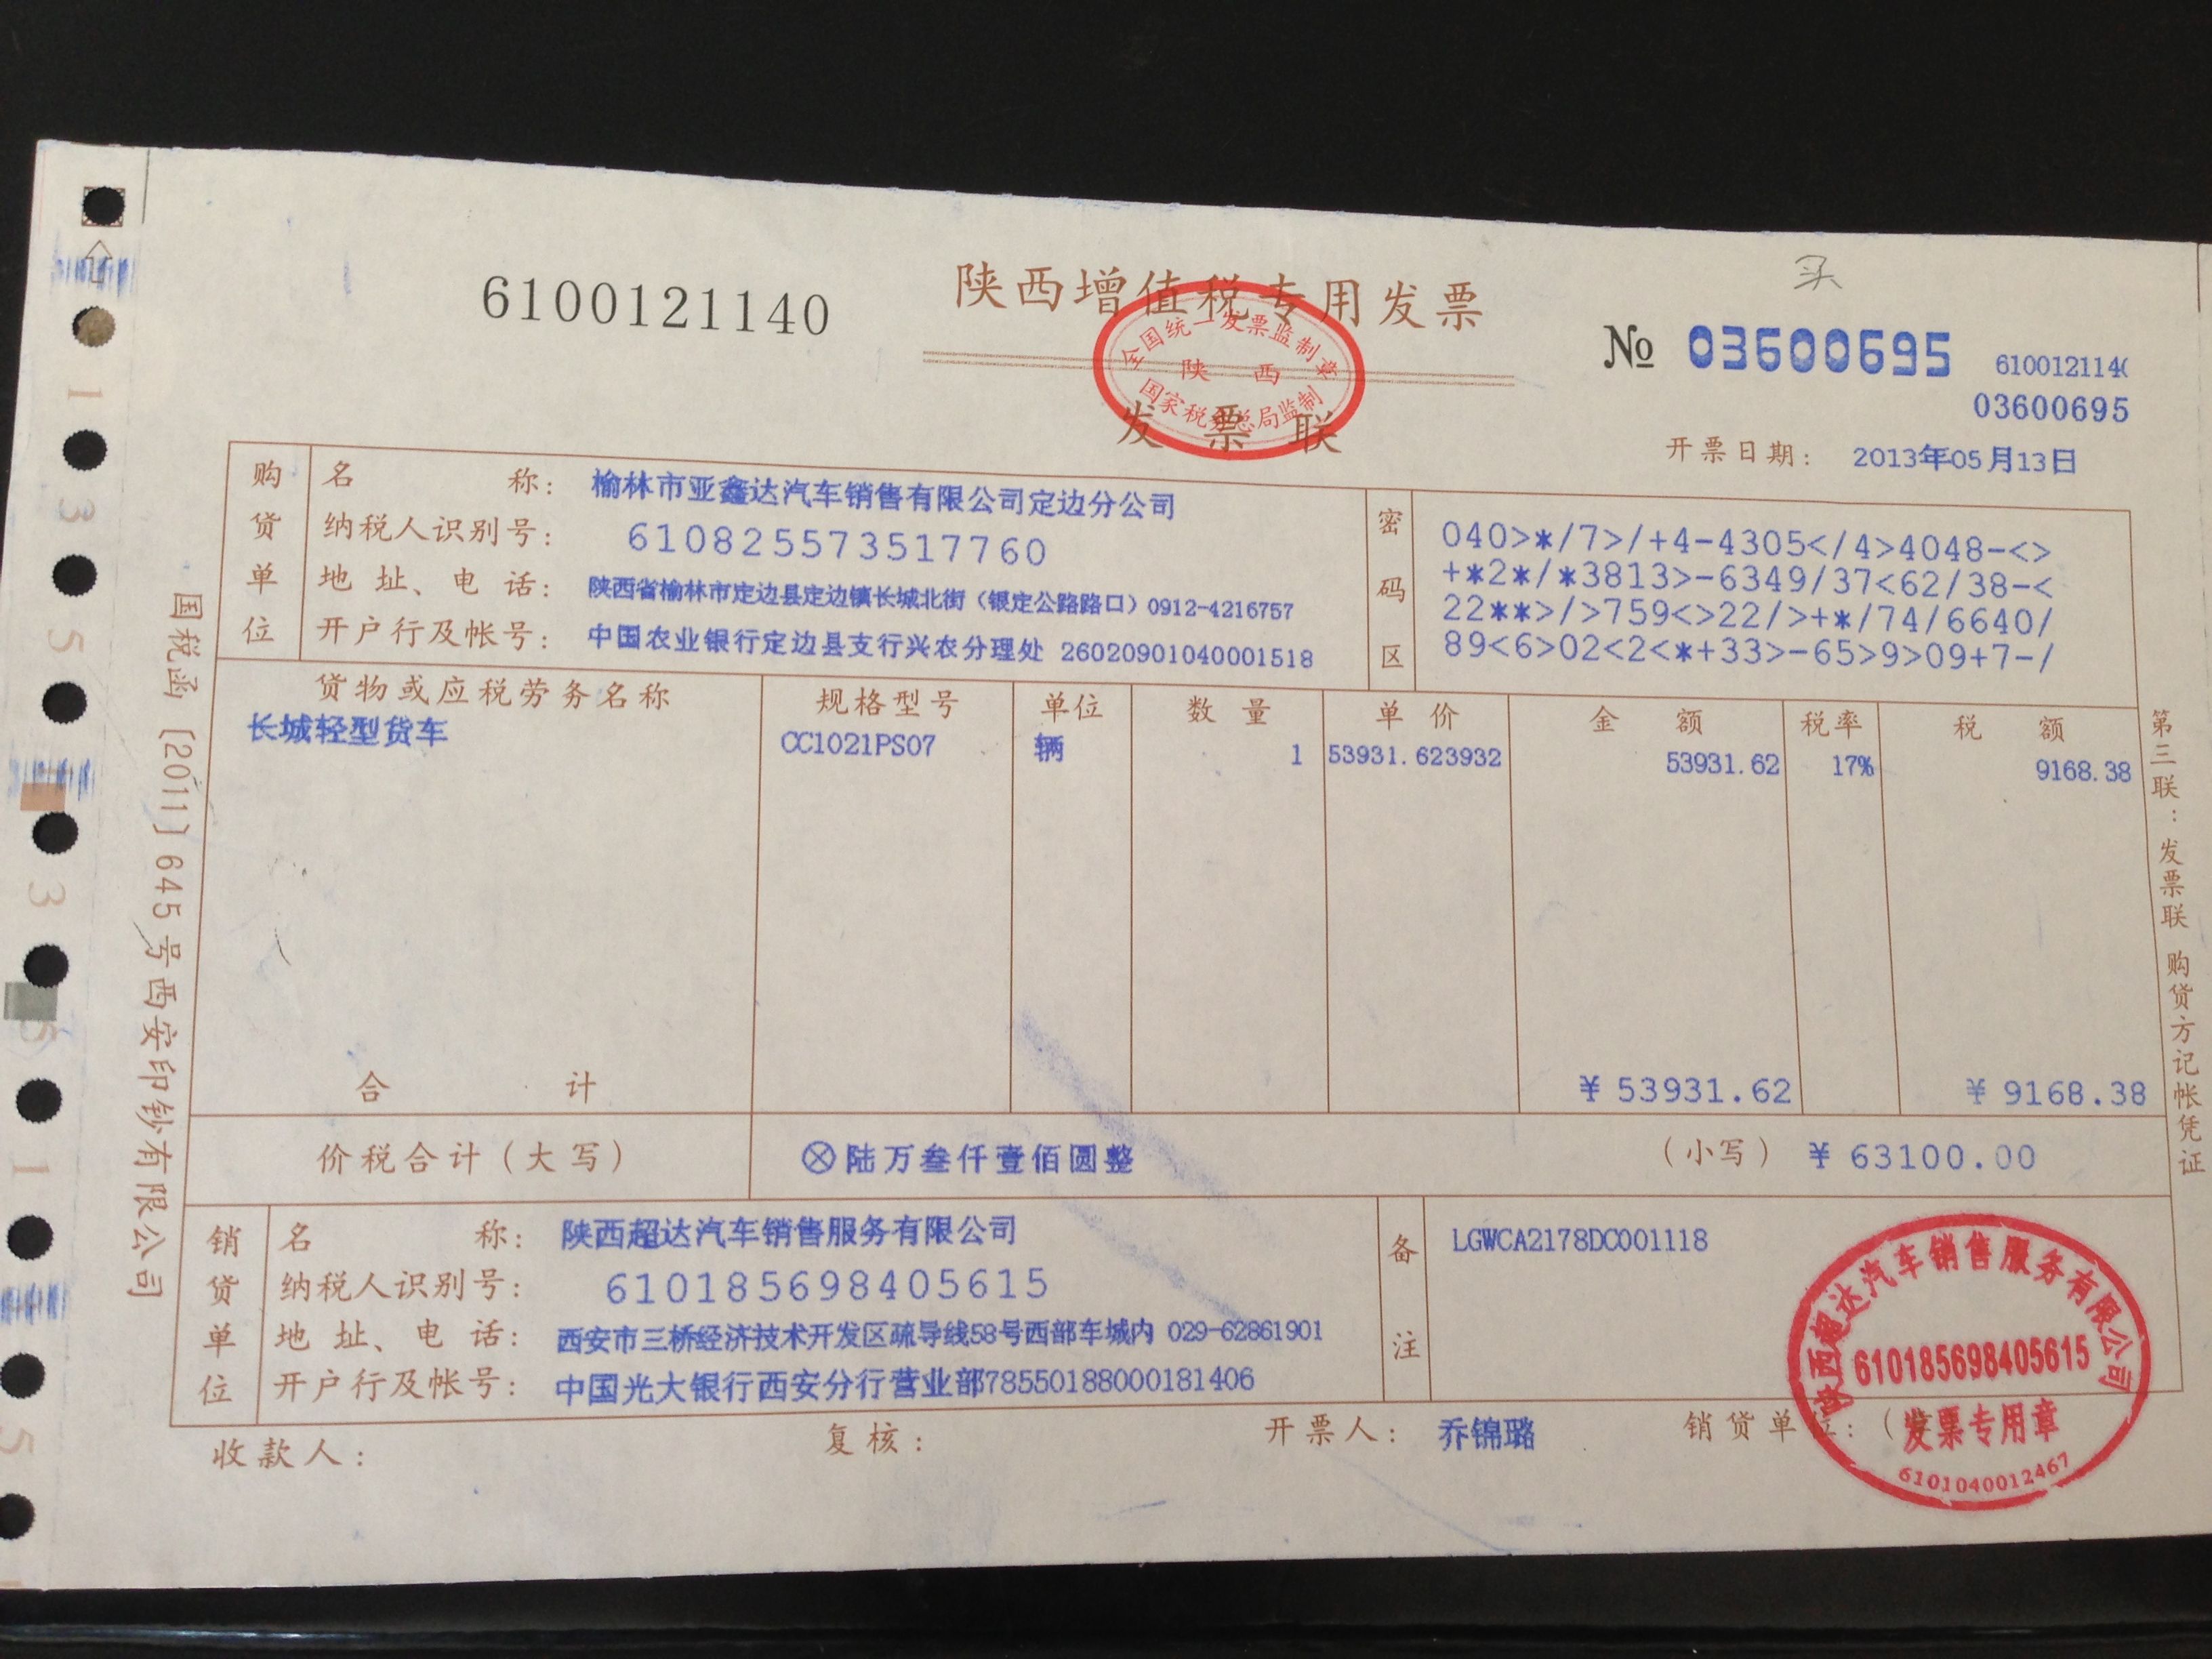 6100121140
陕西增值税专用发票
全国统一发票监制章
陕 西
国家税务总局监制
发 票 联
买
№ 03600695
610012114
03600695
开票日期: 2013年05月13日
购货单位
名 称: 榆林市亚鑫达汽车销售有限公司定边分公司
纳税人识别号: 610825573517760
地 址、电 话: 陕西省榆林市定边县定边镇长城北街(银定公路路口)0912-4216757
开户行及帐号: 中国农业银行定边县支行兴农分理处 26020901040001518
密码区
040>*/7>/+4-4305</4>4048-<>
+*2*/*3813>-6349/37<62/38-<
22**>/>759<>22/>+*/74/6640/
89<6>02<2<*+33>-65>9>09+7-/
货物或应税劳务名称 规格型号 单位 数 量 单 价 金 额 税率 税 额
长城轻型货车 CC1021PS07 辆 1 53931.623932 53931.62 17% 9168.38
合 计 ¥ 53931.62 ¥ 9168.38
价税合计(大写) ⊗陆万叁仟壹佰圆整 (小写) ¥ 63100.00
销货单位
名 称: 陕西超达汽车销售服务有限公司
纳税人识别号: 610185698405615
地 址、电 话: 西安市三桥经济技术开发区疏导线58号西部车城内 029-62861901
开户行及帐号: 中国光大银行西安分行营业部78550188000181406
备注
LGWCA2178DC001118
收款人: 复核: 开票人: 乔锦璐 销货单位:(
陕西超达汽车销售服务有限公司
610185698405615
发票专用章
6101040012467
国税函〔2011〕645号西安印钞有限公司
第三联:发票联 购货方记帐凭证